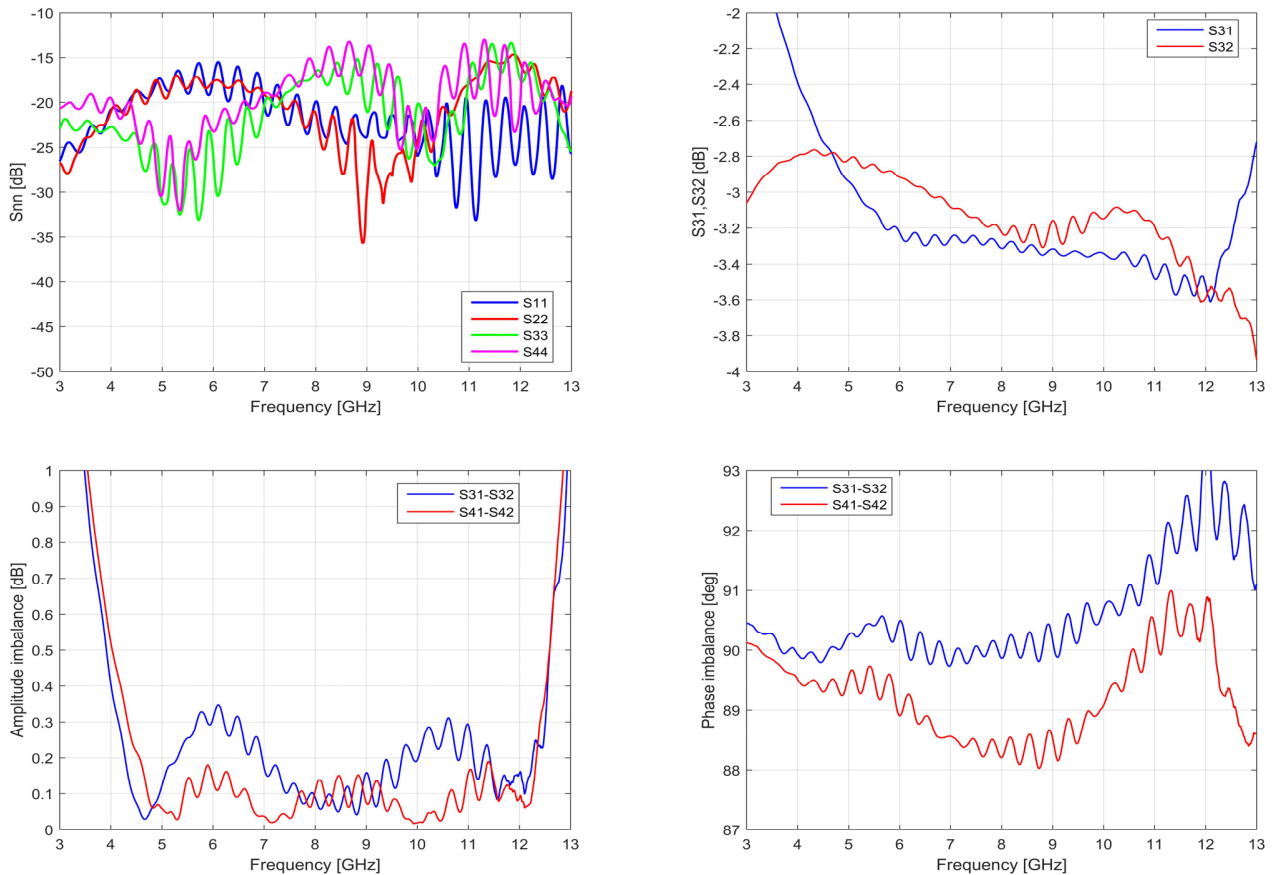 -10
-15
-20
-25
-30
-35
-40
-45
-50
Snn [dB]
S11
S22
S33
S44
3 4 5 6 7 8 9 10 11 12 13
Frequency [GHz]
-2
-2.2
-2.4
-2.6
-2.8
-3
-3.2
-3.4
-3.6
-3.8
-4
S31,S32 [dB]
S31
S32
3 4 5 6 7 8 9 10 11 12 13
Frequency [GHz]
1
0.9
0.8
0.7
0.6
0.5
0.4
0.3
0.2
0.1
0
Amplitude imbalance [dB]
S31-S32
S41-S42
3 4 5 6 7 8 9 10 11 12 13
Frequency [GHz]
93
92
91
90
89
88
87
Phase imbalance [deg]
S31-S32
S41-S42
3 4 5 6 7 8 9 10 11 12 13
Frequency [GHz]